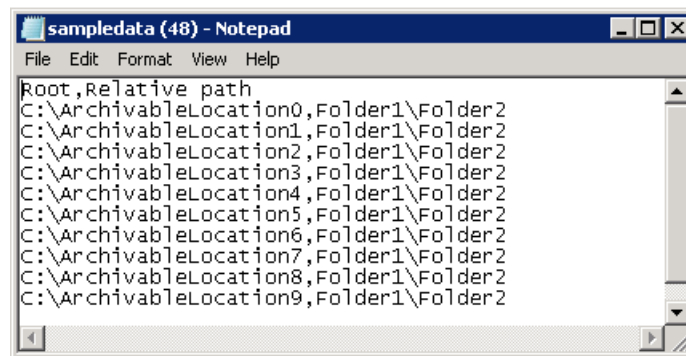 sampledata (48) - Notepad
File Edit Format View Help
Root,Relative path
C:\ArchivableLocation0,Folder1\Folder2
C:\ArchivableLocation1,Folder1\Folder2
C:\ArchivableLocation2,Folder1\Folder2
C:\ArchivableLocation3,Folder1\Folder2
C:\ArchivableLocation4,Folder1\Folder2
C:\ArchivableLocation5,Folder1\Folder2
C:\ArchivableLocation6,Folder1\Folder2
C:\ArchivableLocation7,Folder1\Folder2
C:\ArchivableLocation8,Folder1\Folder2
C:\ArchivableLocation9,Folder1\Folder2